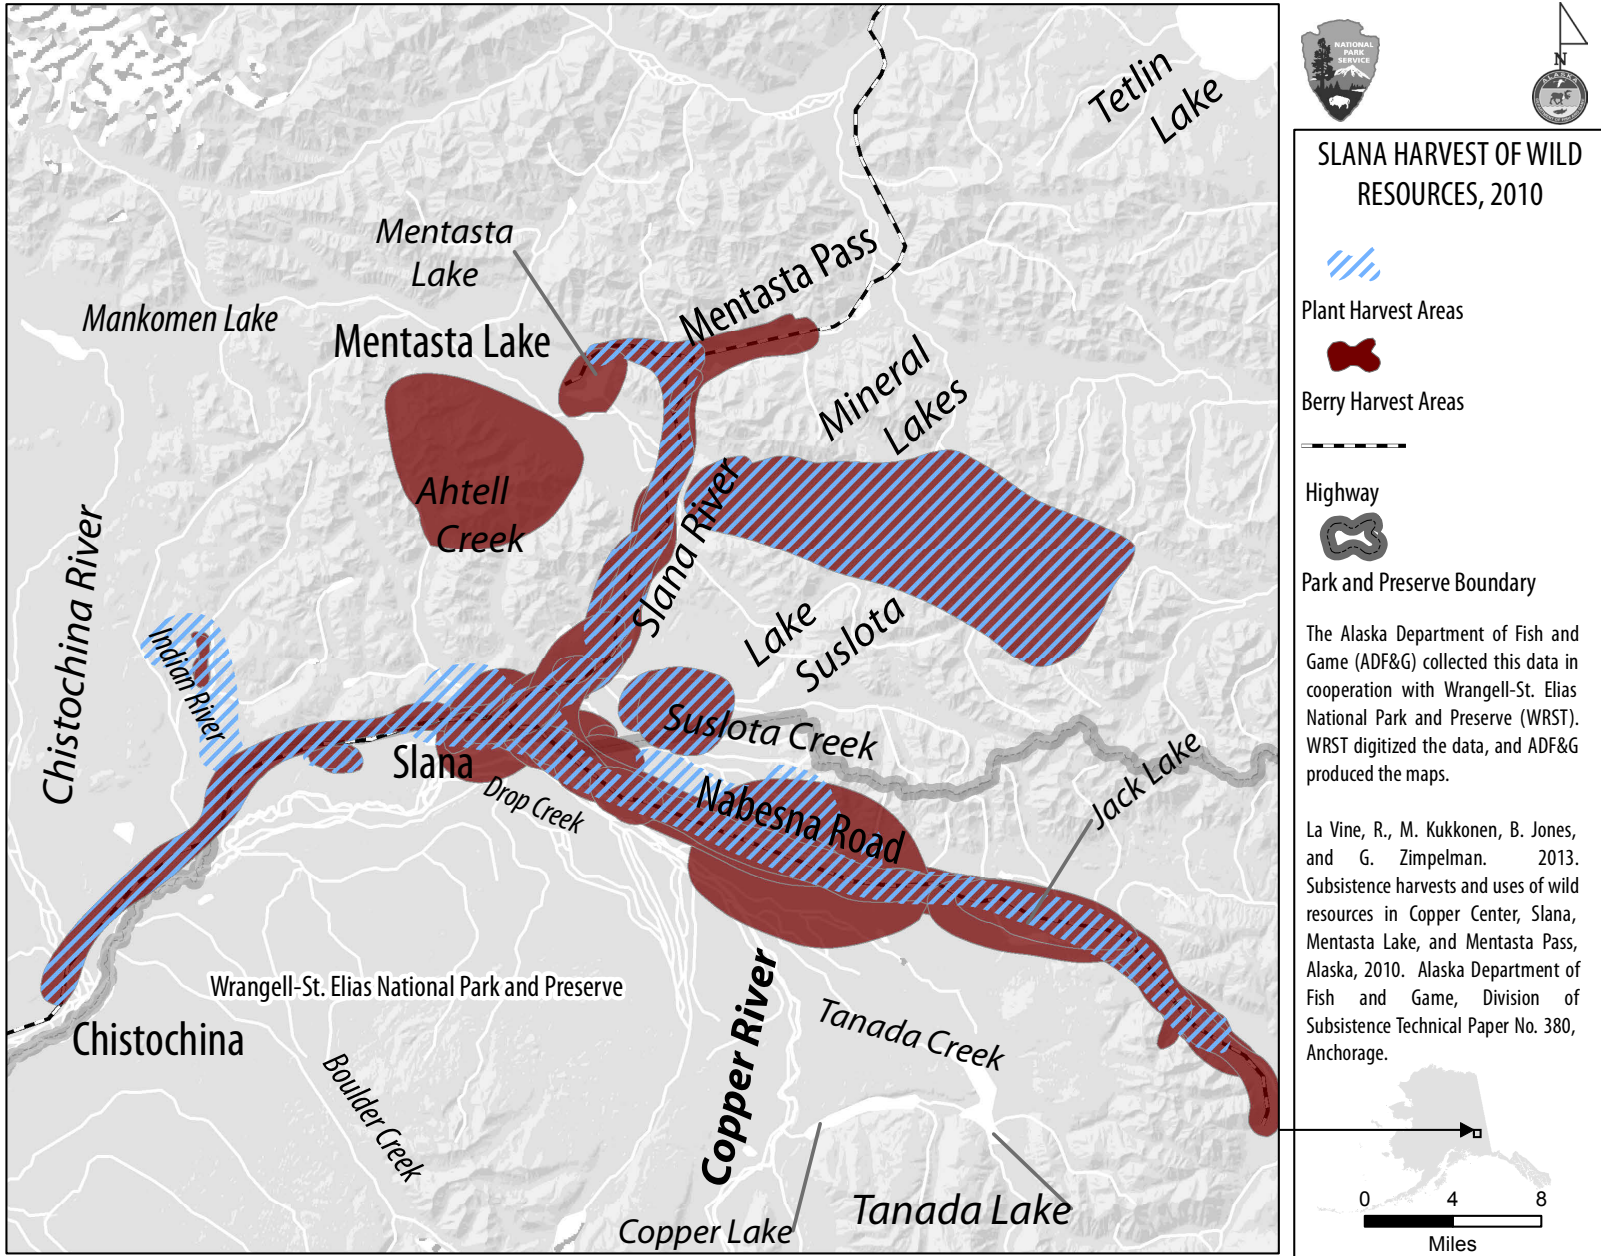 Tetlin
Lake
Mentasta
Lake
Mentasta Pass
Mankomen Lake
Mentasta Lake
Mineral
Lakes
Ahtell
Creek
Slana River
Chistochina River
Lake
Suslota
Indian River
Suslota Creek
Slana
Jack Lake
Drop Creek
Nabesna Road
Wrangell-St. Elias National Park and Preserve
Copper River
Tanada Creek
Chistochina
Boulder Creek
Tanada Lake
Copper Lake
NATIONAL
PARK
SERVICE
N
ALASKA
SLANA HARVEST OF WILD
RESOURCES, 2010
Plant Harvest Areas
Berry Harvest Areas
Highway
Park and Preserve Boundary
The Alaska Department of Fish and
Game (ADF&G) collected this data in
cooperation with Wrangell-St. Elias
National Park and Preserve (WRST).
WRST digitized the data, and ADF&G
produced the maps.
La Vine, R., M. Kukkonen, B. Jones,
and G. Zimpelman. 2013.
Subsistence harvests and uses of wild
resources in Copper Center, Slana,
Mentasta Lake, and Mentasta Pass,
Alaska, 2010. Alaska Department of
Fish and Game, Division of
Subsistence Technical Paper No. 380,
Anchorage.
0 4 8
Miles